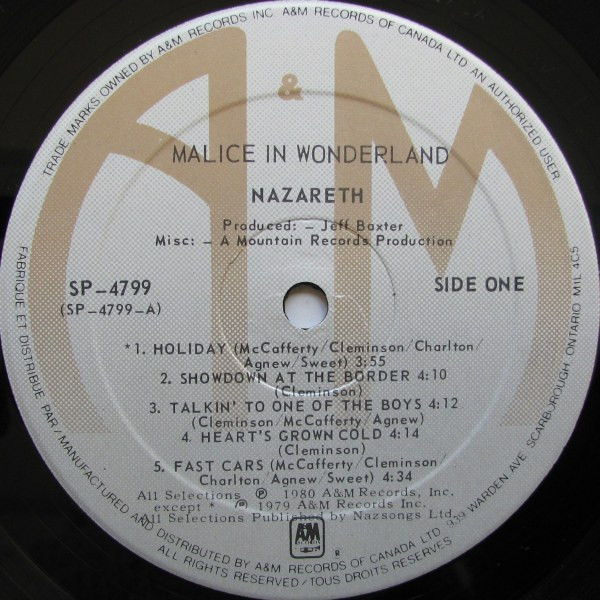 TRADE MARKS OWNED BY A&M RECORDS INC. A&M RECORDS OF CANADA LTD. AN AUTHORIZED USER
&
MALICE IN WONDERLAND
NAZARETH
Produced: – Jeff Baxter
Misc: – A Mountain Records Production
SP–4799
(SP–4799–A)
SIDE ONE
*1. HOLIDAY (McCafferty/Cleminson/Charlton/
Agnew/Sweet) 3:55
2. SHOWDOWN AT THE BORDER 4:10
(Cleminson)
3. TALKIN' TO ONE OF THE BOYS 4:12
(Cleminson/McCafferty/Agnew)
4. HEART'S GROWN COLD 4:14
(Cleminson)
5. FAST CARS (McCafferty/Cleminson/
Charlton/Agnew/Sweet) 4:34
All Selections ℗ 1980 A&M Records, Inc.
except * ℗ 1979 A&M Records, Inc.
All Selections Published by Nazsongs Ltd.
A&M
FABRIQUE ET DISTRIBUE PAR/MANUFACTURED AND DISTRIBUTED BY A&M RECORDS OF CANADA LTD 939 WARDEN AVE SCARBOROUGH ONTARIO M1L 4C5
ALL RIGHTS RESERVED/TOUS DROITS RESERVES